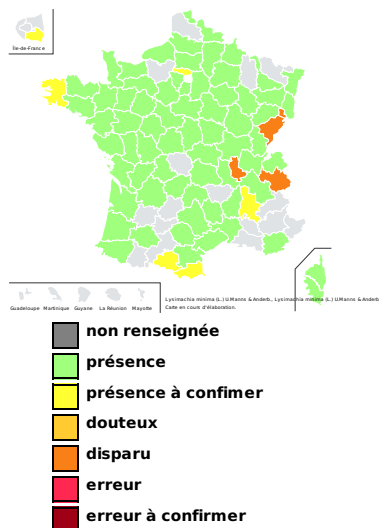 Île-de-France
Guadeloupe Martinique Guyane La Réunion Mayotte
Lysimachia minima (L.) U.Manns & Anderb., Lysimachia minima (L.) U.Manns & Anderb.
Carte en cours d'élaboration.
non renseignée
présence
présence à confimer
douteux
disparu
erreur
erreur à confirmer